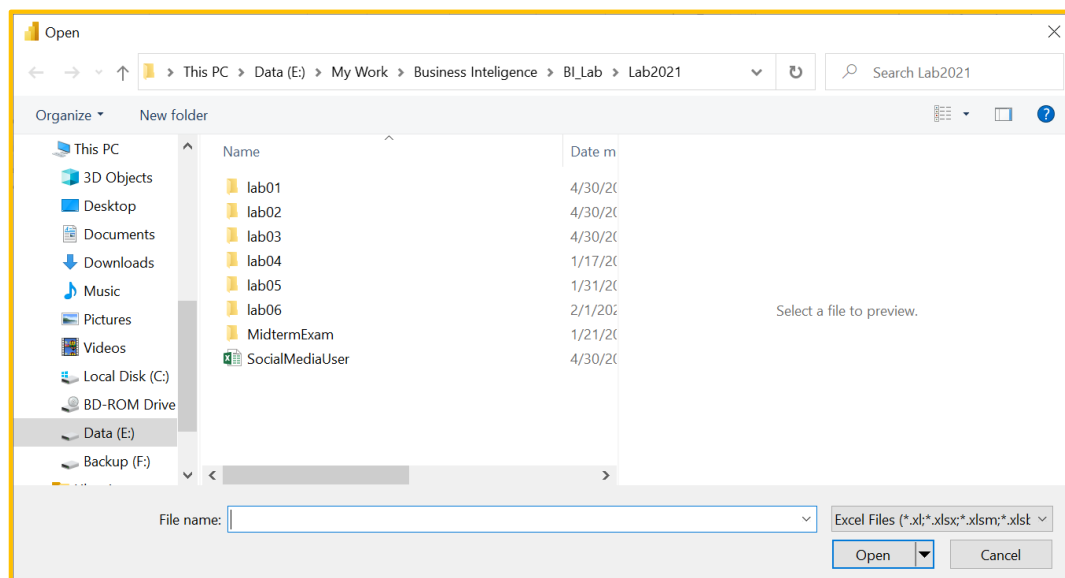 Open
This PC > Data (E:) > My Work > Business Inteligence > BI_Lab > Lab2021
Search Lab2021
Organize
New folder
This PC
3D Objects
Desktop
Documents
Downloads
Music
Pictures
Videos
Local Disk (C:)
BD-ROM Drive
Data (E:)
Backup (F:)
Name Date m
lab01 4/30/20
lab02 4/30/20
lab03 4/30/20
lab04 1/17/20
lab05 1/31/20
lab06 2/1/202
MidtermExam 1/21/20
SocialMediaUser 4/30/20
Select a file to preview.
File name:
Excel Files (*.xl;*.xlsx;*.xlsm;*.xlsb
Open
Cancel